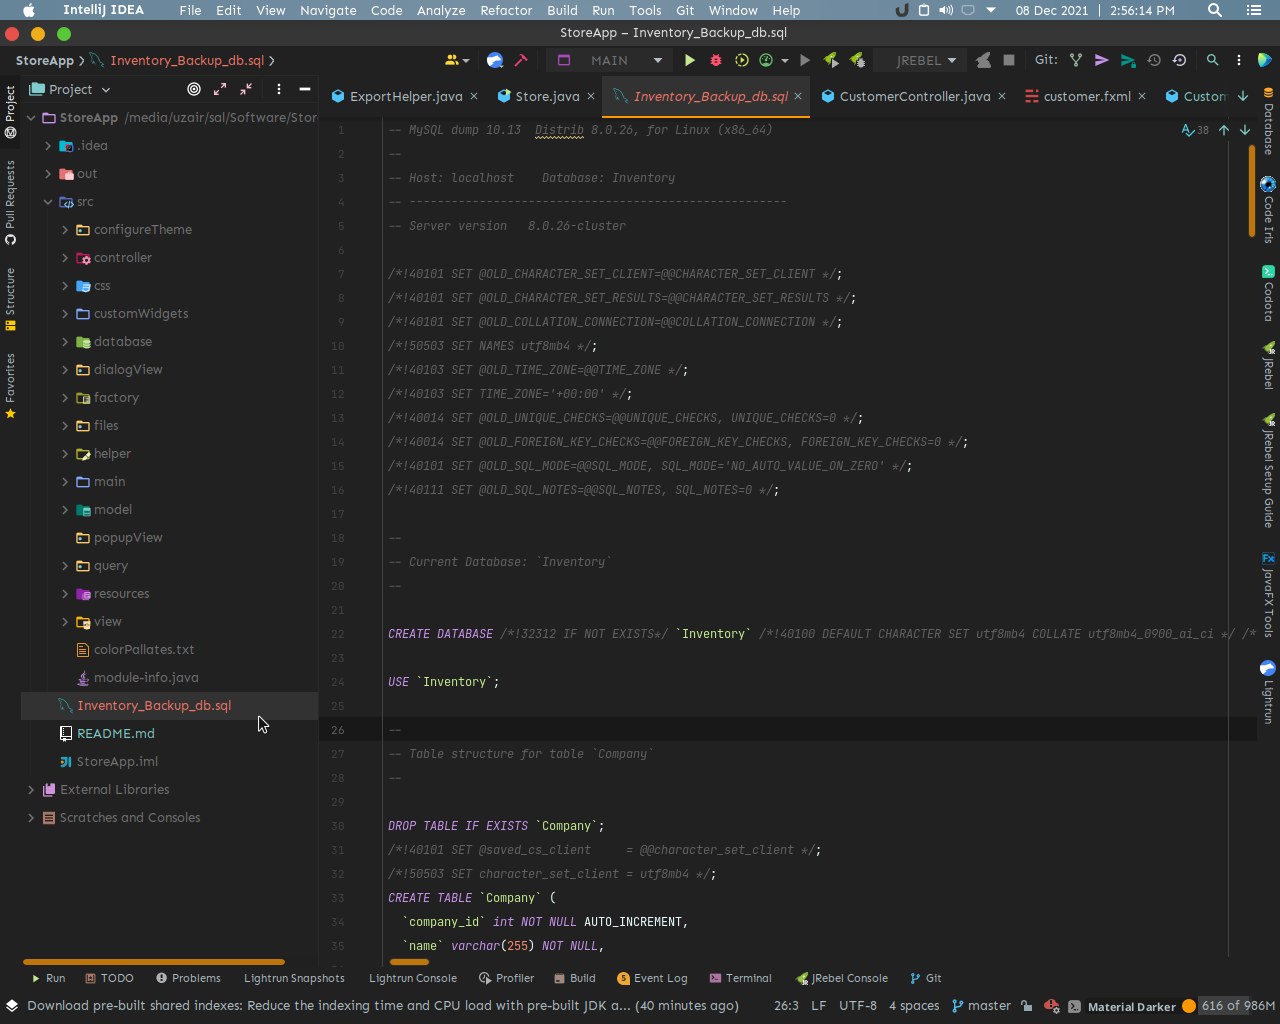 IntelliJ IDEA File Edit View Navigate Code Analyze Refactor Build Run Tools Git Window Help 08 Dec 2021 | 2:56:14 PM
StoreApp – Inventory_Backup_db.sql
StoreApp Inventory_Backup_db.sql MAIN JREBEL Git:
Project
ExportHelper.java Store.java Inventory_Backup_db.sql CustomerController.java customer.fxml Custom
Project
Pull Requests
Structure
Favorites
StoreApp /media/uzair/sal/Software/Stor
.idea
out
src
configureTheme
controller
css
customWidgets
database
dialogView
factory
files
helper
main
model
popupView
query
resources
view
colorPallates.txt
module-info.java
Inventory_Backup_db.sql
README.md
StoreApp.iml
External Libraries
Scratches and Consoles
38
1 -- MySQL dump 10.13  Distrib 8.0.26, for Linux (x86_64)
2 --
3 -- Host: localhost    Database: Inventory
4 -- ------------------------------------------------------
5 -- Server version   8.0.26-cluster
6
7 /*!40101 SET @OLD_CHARACTER_SET_CLIENT=@@CHARACTER_SET_CLIENT */;
8 /*!40101 SET @OLD_CHARACTER_SET_RESULTS=@@CHARACTER_SET_RESULTS */;
9 /*!40101 SET @OLD_COLLATION_CONNECTION=@@COLLATION_CONNECTION */;
10 /*!50503 SET NAMES utf8mb4 */;
11 /*!40103 SET @OLD_TIME_ZONE=@@TIME_ZONE */;
12 /*!40103 SET TIME_ZONE='+00:00' */;
13 /*!40014 SET @OLD_UNIQUE_CHECKS=@@UNIQUE_CHECKS, UNIQUE_CHECKS=0 */;
14 /*!40014 SET @OLD_FOREIGN_KEY_CHECKS=@@FOREIGN_KEY_CHECKS, FOREIGN_KEY_CHECKS=0 */;
15 /*!40101 SET @OLD_SQL_MODE=@@SQL_MODE, SQL_MODE='NO_AUTO_VALUE_ON_ZERO' */;
16 /*!40111 SET @OLD_SQL_NOTES=@@SQL_NOTES, SQL_NOTES=0 */;
17
18 --
19 -- Current Database: `Inventory`
20 --
21
22 CREATE DATABASE /*!32312 IF NOT EXISTS*/ `Inventory` /*!40100 DEFAULT CHARACTER SET utf8mb4 COLLATE utf8mb4_0900_ai_ci */ /*
23
24 USE `Inventory`;
25
26 --
27 -- Table structure for table `Company`
28 --
29
30 DROP TABLE IF EXISTS `Company`;
31 /*!40101 SET @saved_cs_client     = @@character_set_client */;
32 /*!50503 SET character_set_client = utf8mb4 */;
33 CREATE TABLE `Company` (
34   `company_id` int NOT NULL AUTO_INCREMENT,
35   `name` varchar(255) NOT NULL,
Database
Code Iris
Codota
JRebel
JRebel Setup Guide
JavaFX Tools
Lightrun
Run TODO Problems Lightrun Snapshots Lightrun Console Profiler Build 5 Event Log Terminal JRebel Console Git
Download pre-built shared indexes: Reduce the indexing time and CPU load with pre-built JDK a... (40 minutes ago) 26:3 LF UTF-8 4 spaces master Material Darker 616 of 986M